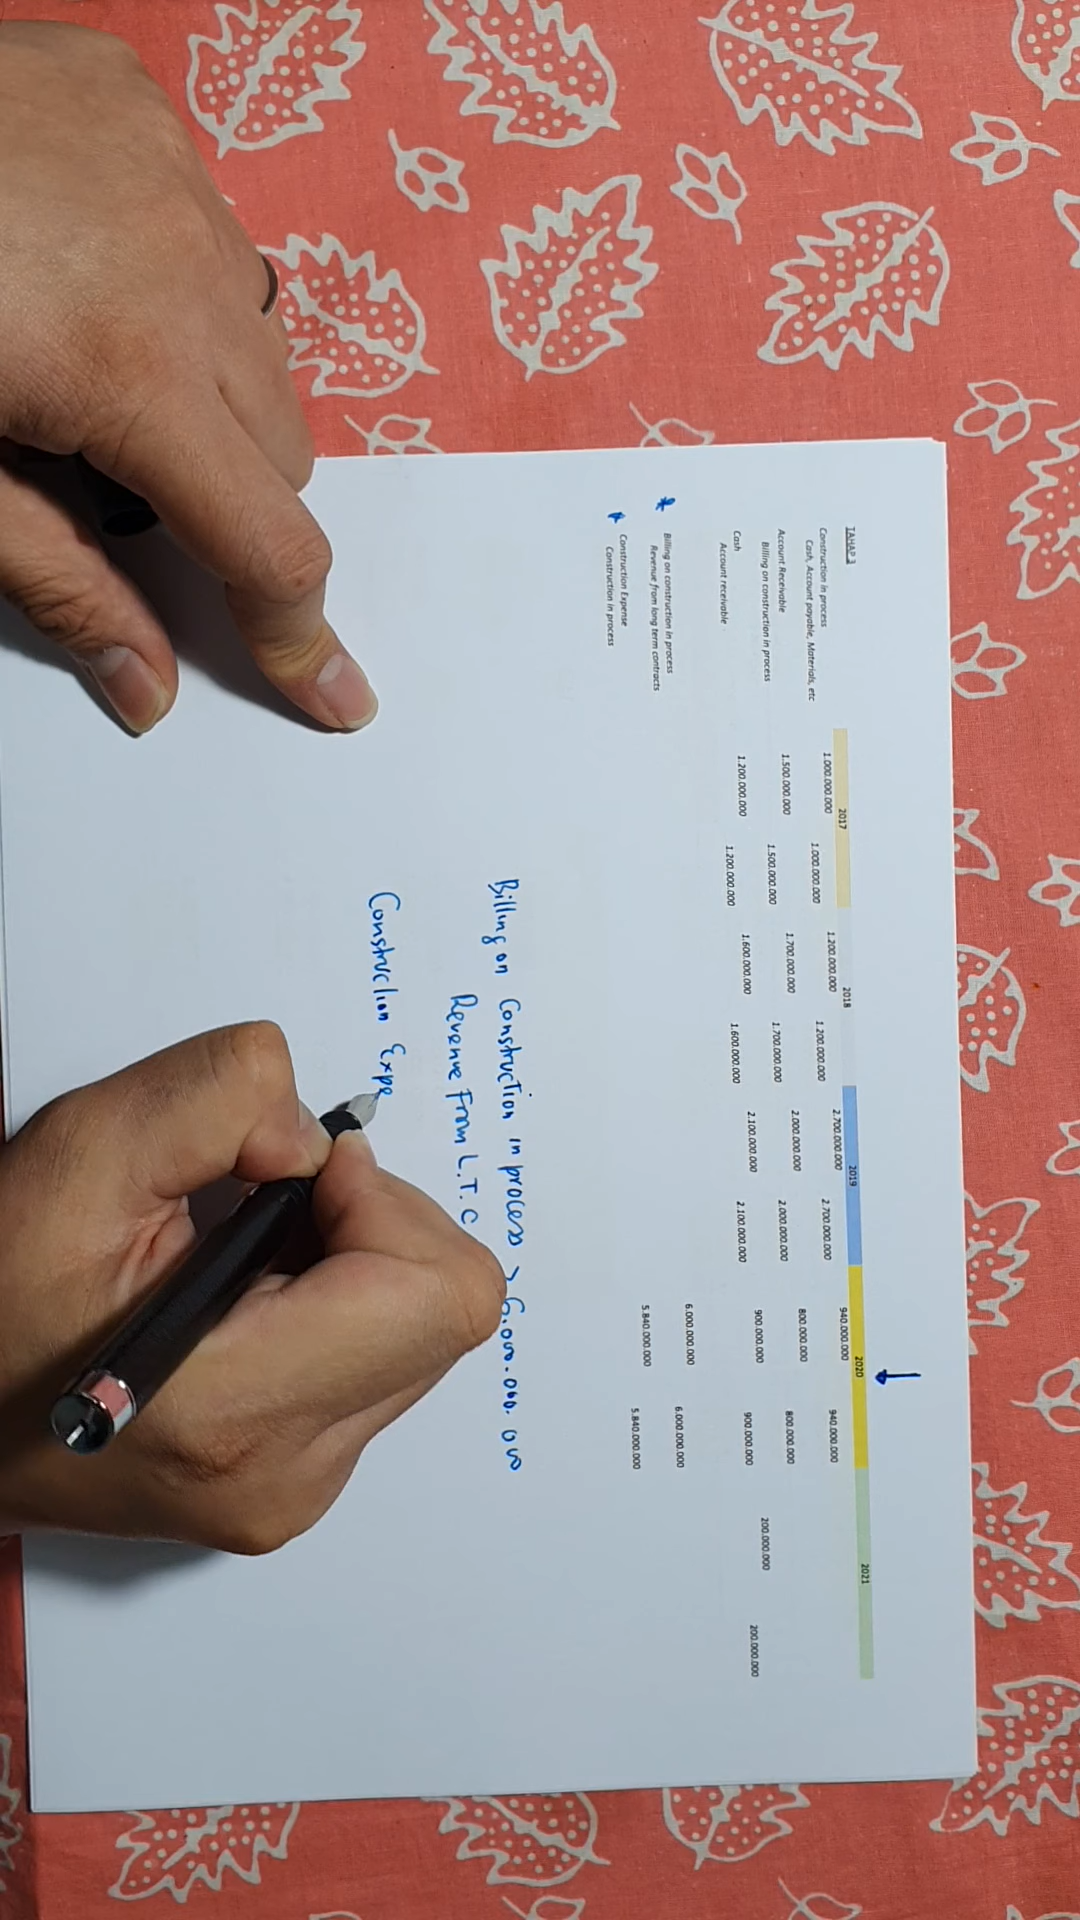 TAHAP 3
2017 2018 2019 2020 2021
Construction in process 1.000.000.000 1.200.000.000 2.700.000.000 940.000.000
Cash, Account payable, Materials, etc 1.000.000.000 1.200.000.000 2.700.000.000 940.000.000
Account Receivable 1.500.000.000 1.700.000.000 2.000.000.000 800.000.000
Billing on construction in process 1.500.000.000 1.700.000.000 2.000.000.000 800.000.000
Cash 1.200.000.000 1.600.000.000 2.100.000.000 900.000.000 200.000.000
Account receivable 1.200.000.000 1.600.000.000 2.100.000.000 900.000.000 200.000.000
* Billing on construction in process 6.000.000.000
Revenue from long term contracts 6.000.000.000
* Construction Expense 5.840.000.000
Construction in process 5.840.000.000
Billing on Construction in process > 6.000.000.000
Revenue From L.T.C
Construction Expe